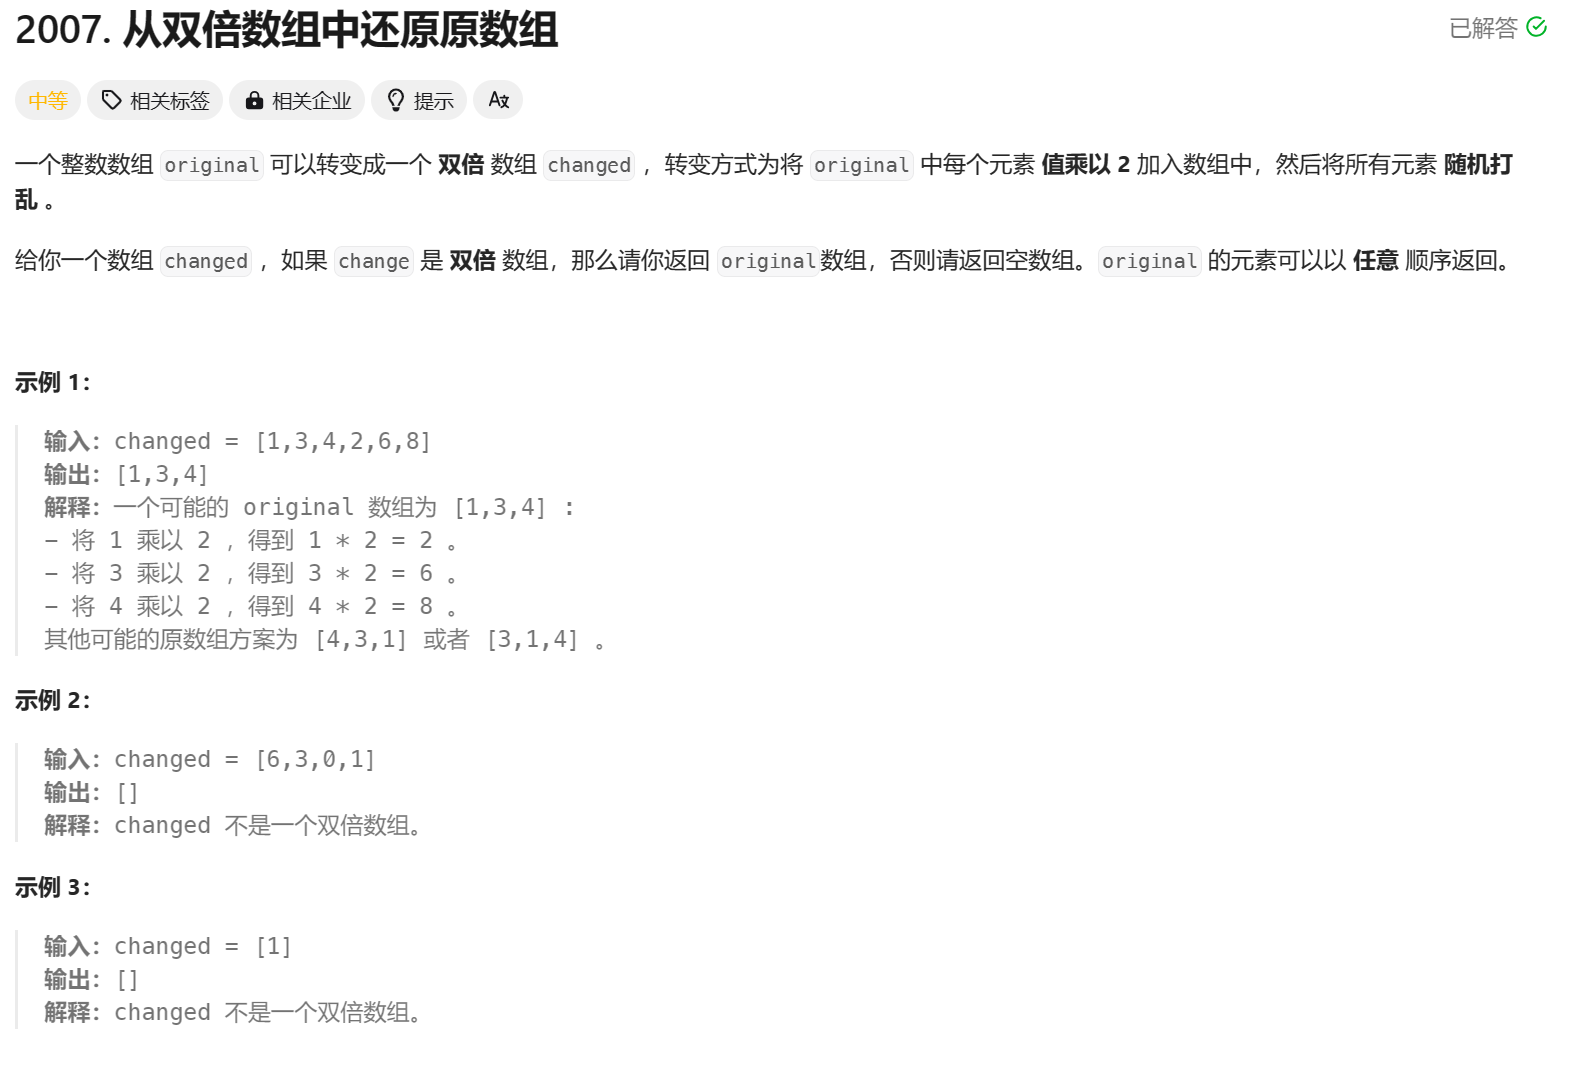 2007. 从双倍数组中还原原数组
已解答
中等 相关标签 相关企业 提示 A文
一个整数数组 original 可以转变成一个 双倍 数组 changed ，转变方式为将 original 中每个元素 值乘以 2 加入数组中，然后将所有元素 随机打
乱 。
给你一个数组 changed ，如果 change 是 双倍 数组，那么请你返回 original数组，否则请返回空数组。original 的元素可以以 任意 顺序返回。
示例 1：
输入：changed = [1,3,4,2,6,8]
输出：[1,3,4]
解释：一个可能的 original 数组为 [1,3,4] :
- 将 1 乘以 2 ，得到 1 * 2 = 2 。
- 将 3 乘以 2 ，得到 3 * 2 = 6 。
- 将 4 乘以 2 ，得到 4 * 2 = 8 。
其他可能的原数组方案为 [4,3,1] 或者 [3,1,4] 。
示例 2：
输入：changed = [6,3,0,1]
输出：[]
解释：changed 不是一个双倍数组。
示例 3：
输入：changed = [1]
输出：[]
解释：changed 不是一个双倍数组。